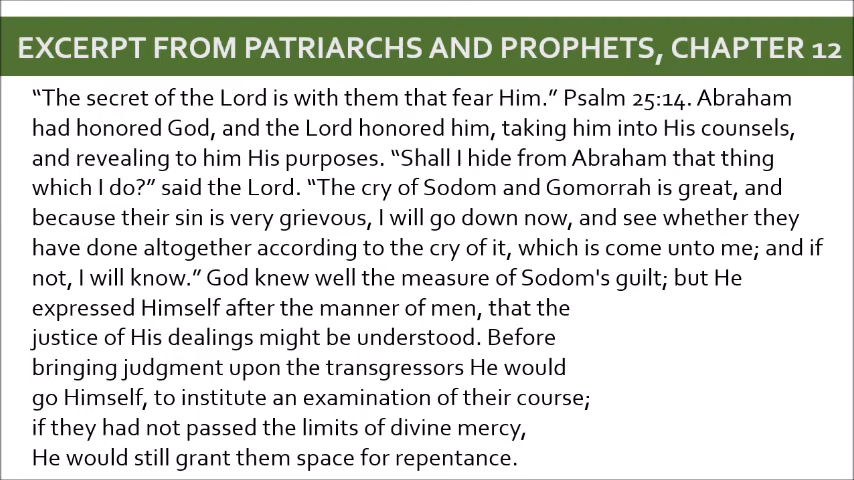 EXCERPT FROM PATRIARCHS AND PROPHETS, CHAPTER 12
“The secret of the Lord is with them that fear Him.” Psalm 25:14. Abraham
had honored God, and the Lord honored him, taking him into His counsels,
and revealing to him His purposes. “Shall I hide from Abraham that thing
which I do?” said the Lord. “The cry of Sodom and Gomorrah is great, and
because their sin is very grievous, I will go down now, and see whether they
have done altogether according to the cry of it, which is come unto me; and if
not, I will know.” God knew well the measure of Sodom's guilt; but He
expressed Himself after the manner of men, that the
justice of His dealings might be understood. Before
bringing judgment upon the transgressors He would
go Himself, to institute an examination of their course;
if they had not passed the limits of divine mercy,
He would still grant them space for repentance.